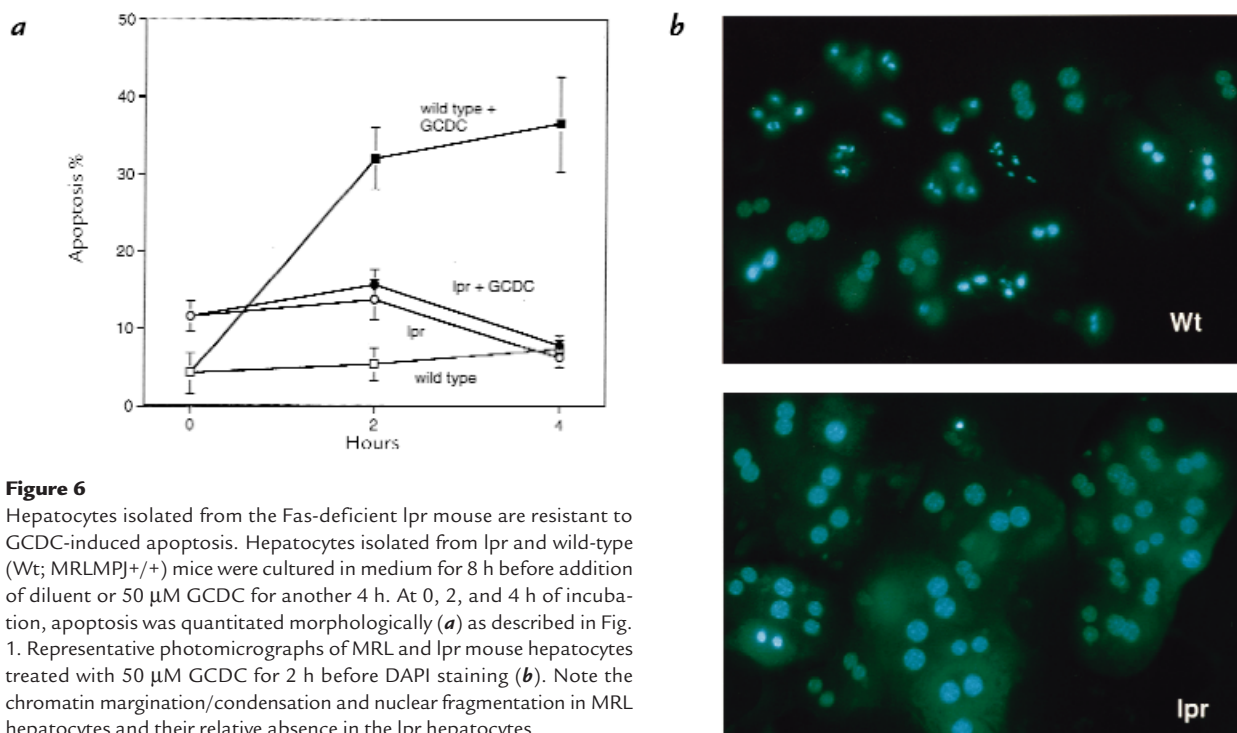 a
50
40
30
20
10
0
Apoptosis %
wild type +
GCDC
lpr + GCDC
lpr
wild type
0
2
4
Hours
b
Wt
lpr
Figure 6
Hepatocytes isolated from the Fas-deficient lpr mouse are resistant to
GCDC-induced apoptosis. Hepatocytes isolated from lpr and wild-type
(Wt; MRLMPJ+/+) mice were cultured in medium for 8 h before addition
of diluent or 50 μM GCDC for another 4 h. At 0, 2, and 4 h of incuba-
tion, apoptosis was quantitated morphologically (a) as described in Fig.
1. Representative photomicrographs of MRL and lpr mouse hepatocytes
treated with 50 μM GCDC for 2 h before DAPI staining (b). Note the
chromatin margination/condensation and nuclear fragmentation in MRL
hepatocytes and their relative absence in the lpr hepatocytes